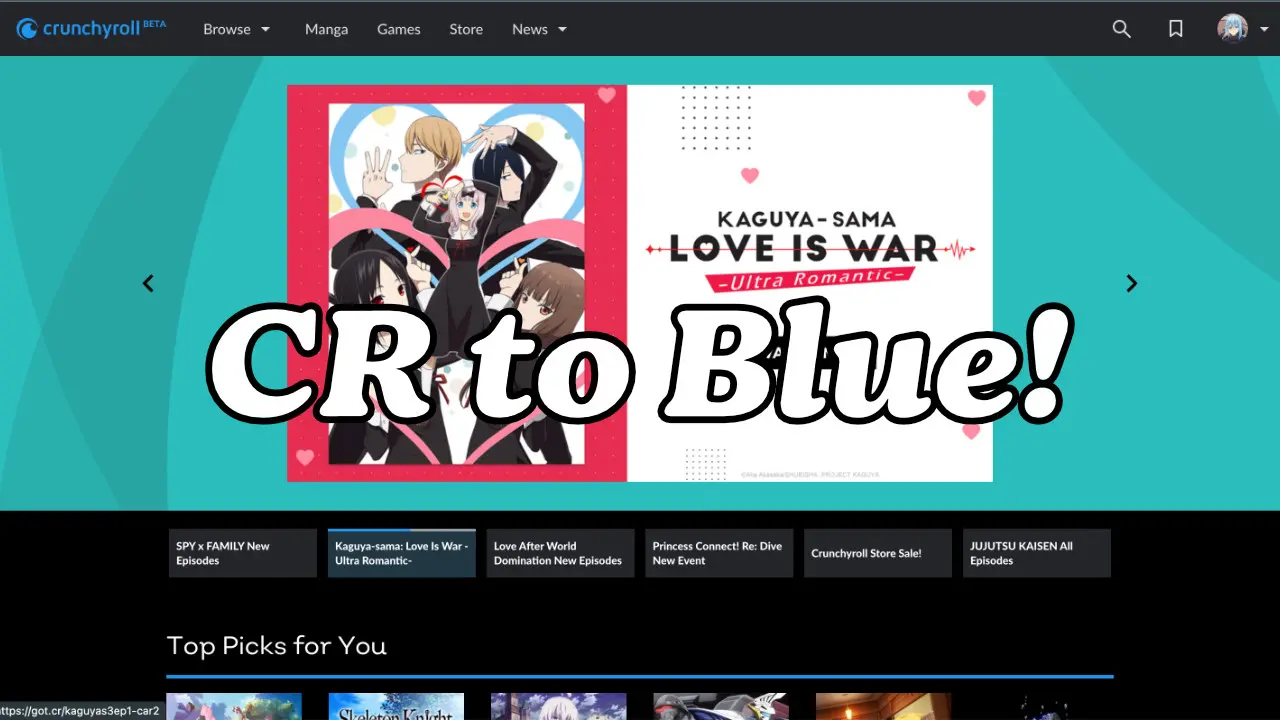 crunchyroll BETA
Browse
Manga
Games
Store
News
KAGUYA-SAMA
LOVE IS WAR
-Ultra Romantic-
CR to Blue!
©Aka Akasaka/SHUEISHA, PROJECT KAGUYA
SPY x FAMILY New
Episodes
Kaguya-sama: Love Is War -
Ultra Romantic-
Love After World
Domination New Episodes
Princess Connect! Re: Dive
New Event
Crunchyroll Store Sale!
JUJUTSU KAISEN All
Episodes
Top Picks for You
Skeleton Knight
ttps://got.cr/kaguyas3ep1-car2